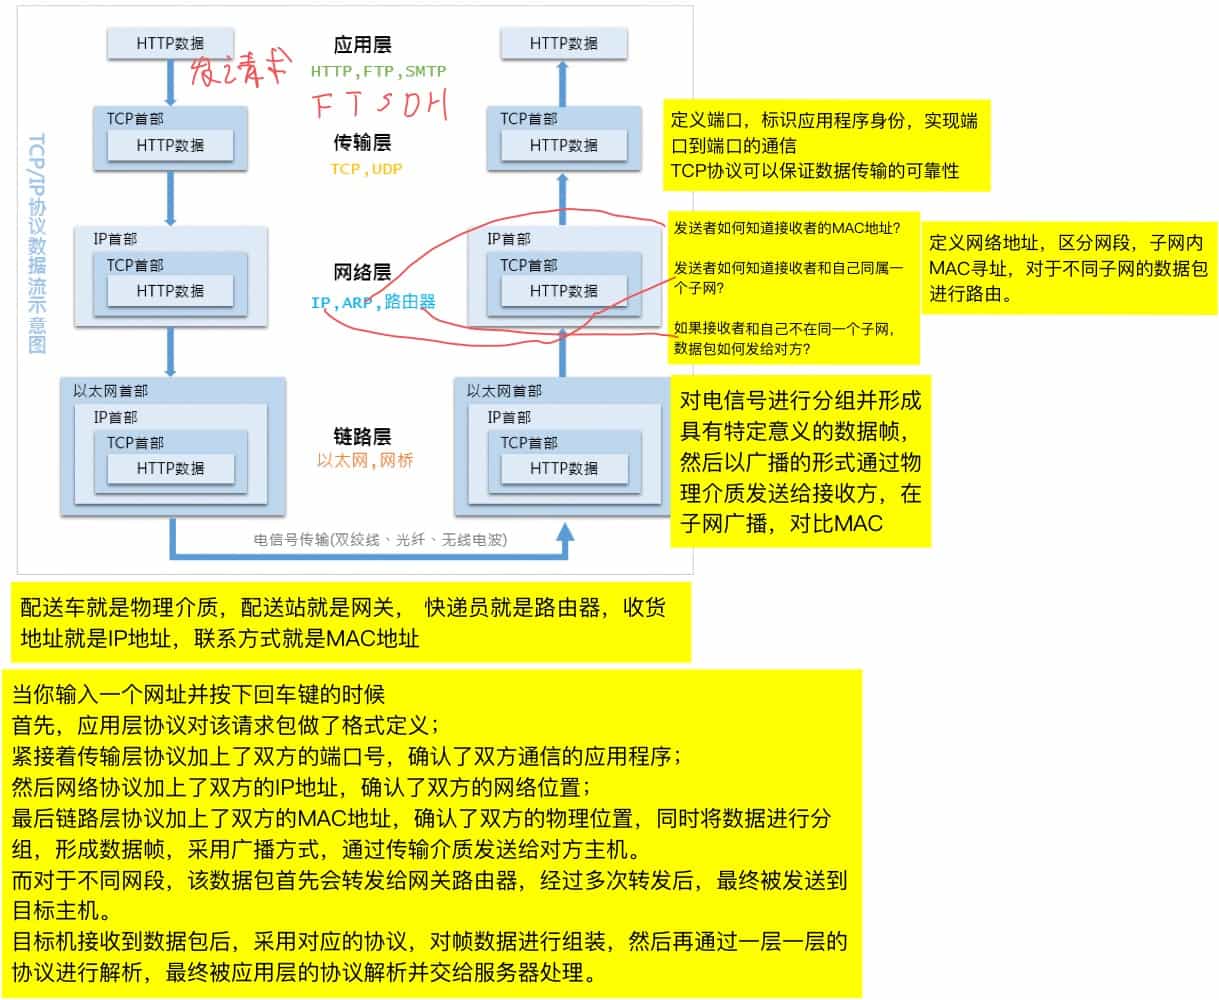 TCP/IP协议数据流示意图
HTTP数据
发送请求
TCP首部
HTTP数据
IP首部
TCP首部
HTTP数据
以太网首部
IP首部
TCP首部
HTTP数据
应用层
HTTP,FTP,SMTP
FTSDH
传输层
TCP,UDP
网络层
IP,ARP,路由器
链路层
以太网,网桥
HTTP数据
TCP首部
HTTP数据
IP首部
TCP首部
HTTP数据
以太网首部
IP首部
TCP首部
HTTP数据
电信号传输(双绞线、光纤、无线电波)
定义端口，标识应用程序身份，实现端
口到端口的通信
TCP协议可以保证数据传输的可靠性
发送者如何知道接收者的MAC地址?
发送者如何知道接收者和自己同属一
个子网?
如果接收者和自己不在同一个子网，
数据包如何发给对方?
定义网络地址，区分网段，子网内
MAC寻址，对于不同子网的数据包
进行路由。
对电信号进行分组并形成
具有特定意义的数据帧，
然后以广播的形式通过物
理介质发送给接收方，在
子网广播，对比MAC
配送车就是物理介质，配送站就是网关， 快递员就是路由器，收货
地址就是IP地址，联系方式就是MAC地址
当你输入一个网址并按下回车键的时候
首先，应用层协议对该请求包做了格式定义；
紧接着传输层协议加上了双方的端口号，确认了双方通信的应用程序；
然后网络协议加上了双方的IP地址，确认了双方的网络位置；
最后链路层协议加上了双方的MAC地址，确认了双方的物理位置，同时将数据进行分
组，形成数据帧，采用广播方式，通过传输介质发送给对方主机。
而对于不同网段，该数据包首先会转发给网关路由器，经过多次转发后，最终被发送到
目标主机。
目标机接收到数据包后，采用对应的协议，对帧数据进行组装，然后再通过一层一层的
协议进行解析，最终被应用层的协议解析并交给服务器处理。